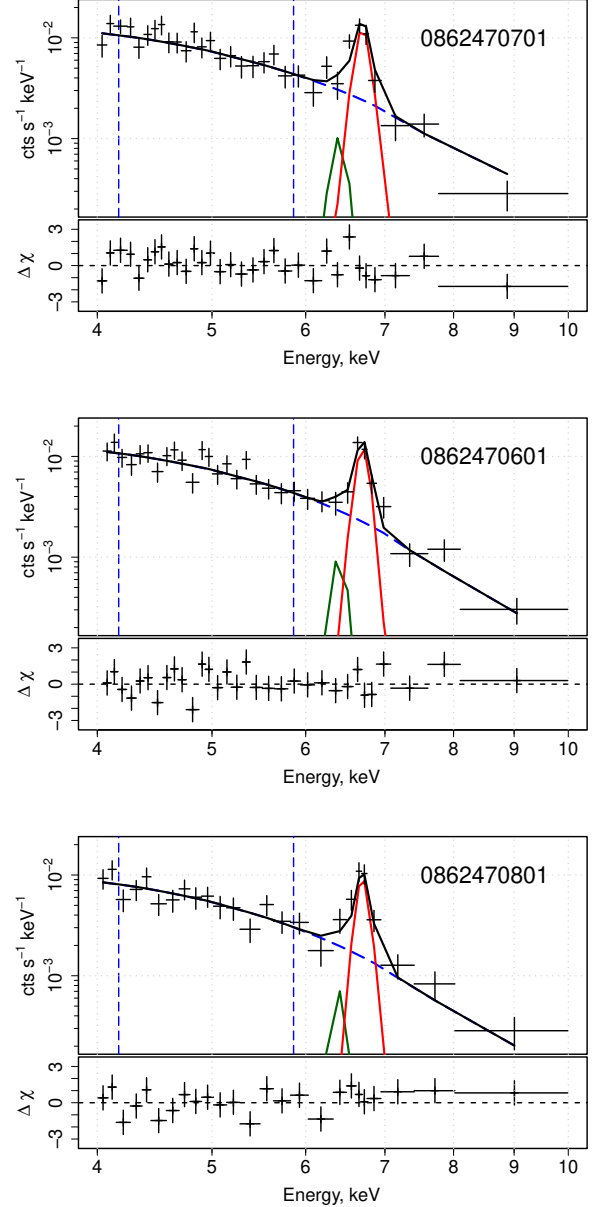 0862470701
cts s⁻¹ keV⁻¹
10⁻²
10⁻³
Δ χ
3
0
−3
4 5 6 7 8 9 10
Energy, keV
0862470601
cts s⁻¹ keV⁻¹
10⁻²
10⁻³
Δ χ
3
0
−3
4 5 6 7 8 9 10
Energy, keV
0862470801
cts s⁻¹ keV⁻¹
10⁻²
10⁻³
Δ χ
3
0
−3
4 5 6 7 8 9 10
Energy, keV